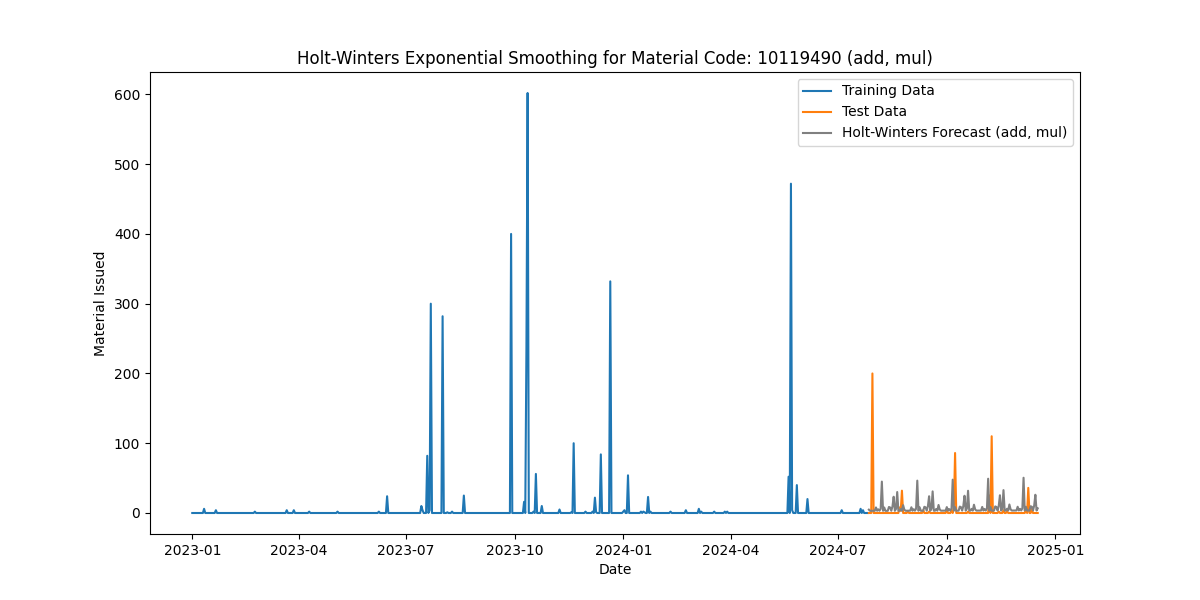 Holt-Winters Exponential Smoothing for Material Code: 10119490 (add, mul)
Training Data
Test Data
Holt-Winters Forecast (add, mul)
Material Issued
600
500
400
300
200
100
0
2023-01
2023-04
2023-07
2023-10
2024-01
2024-04
2024-07
2024-10
2025-01
Date